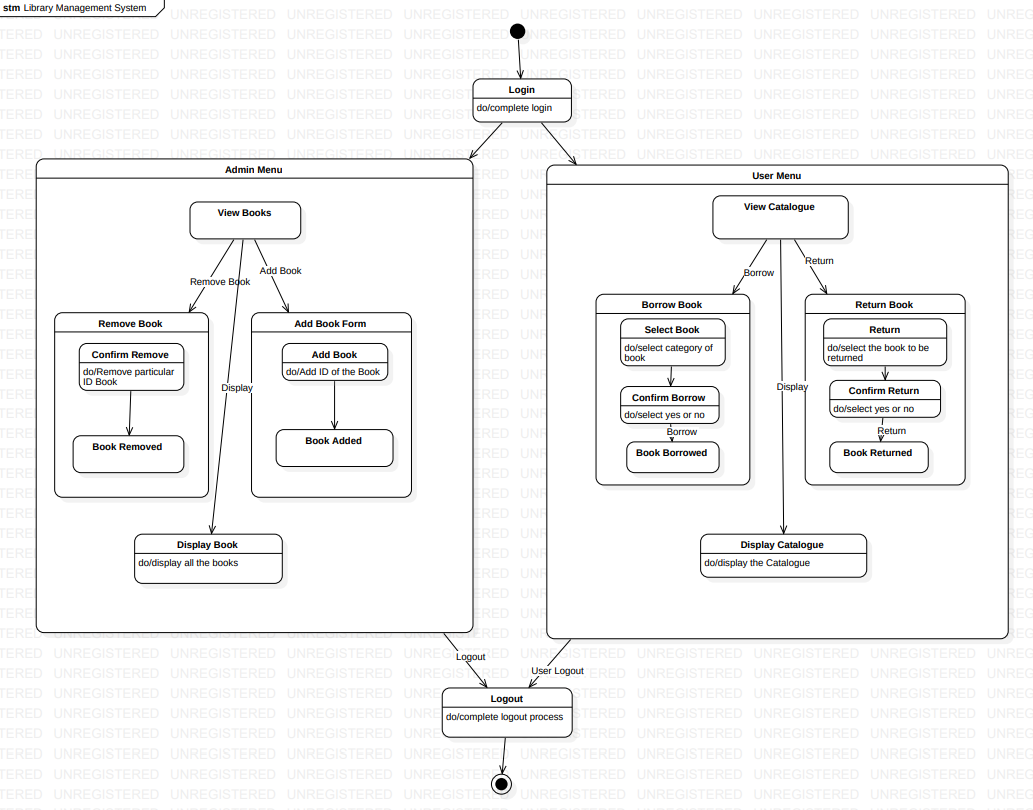 stm Library Management System
Login
do/complete login
Admin Menu
User Menu
View Books
View Catalogue
Remove Book
Add Book
Borrow
Return
Remove Book
Confirm Remove
do/Remove particular
ID Book
Book Removed
Display
Add Book Form
Add Book
do/Add ID of the Book
Book Added
Display Book
do/display all the books
Borrow Book
Select Book
do/select category of
book
Confirm Borrow
do/select yes or no
Borrow
Book Borrowed
Display
Return Book
Return
do/select the book to be
returned
Confirm Return
do/select yes or no
Return
Book Returned
Display Catalogue
do/display the Catalogue
Logout
User Logout
Logout
do/complete logout process
UNREGISTERED